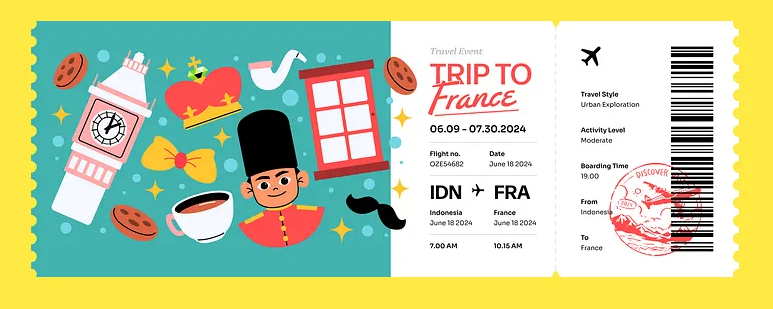 Travel Event
TRIP TO
France
06.09 - 07.30.2024
Flight no. Date
OZE54682 June 18 2024
IDN FRA
Indonesia France
June 18 2024 June 18 2024
7.00 AM 10.15 AM
Travel Style
Urban Exploration
Activity Level
Moderate
Boarding Time
19.00
From
Indonesia
To
France
DISCOVER